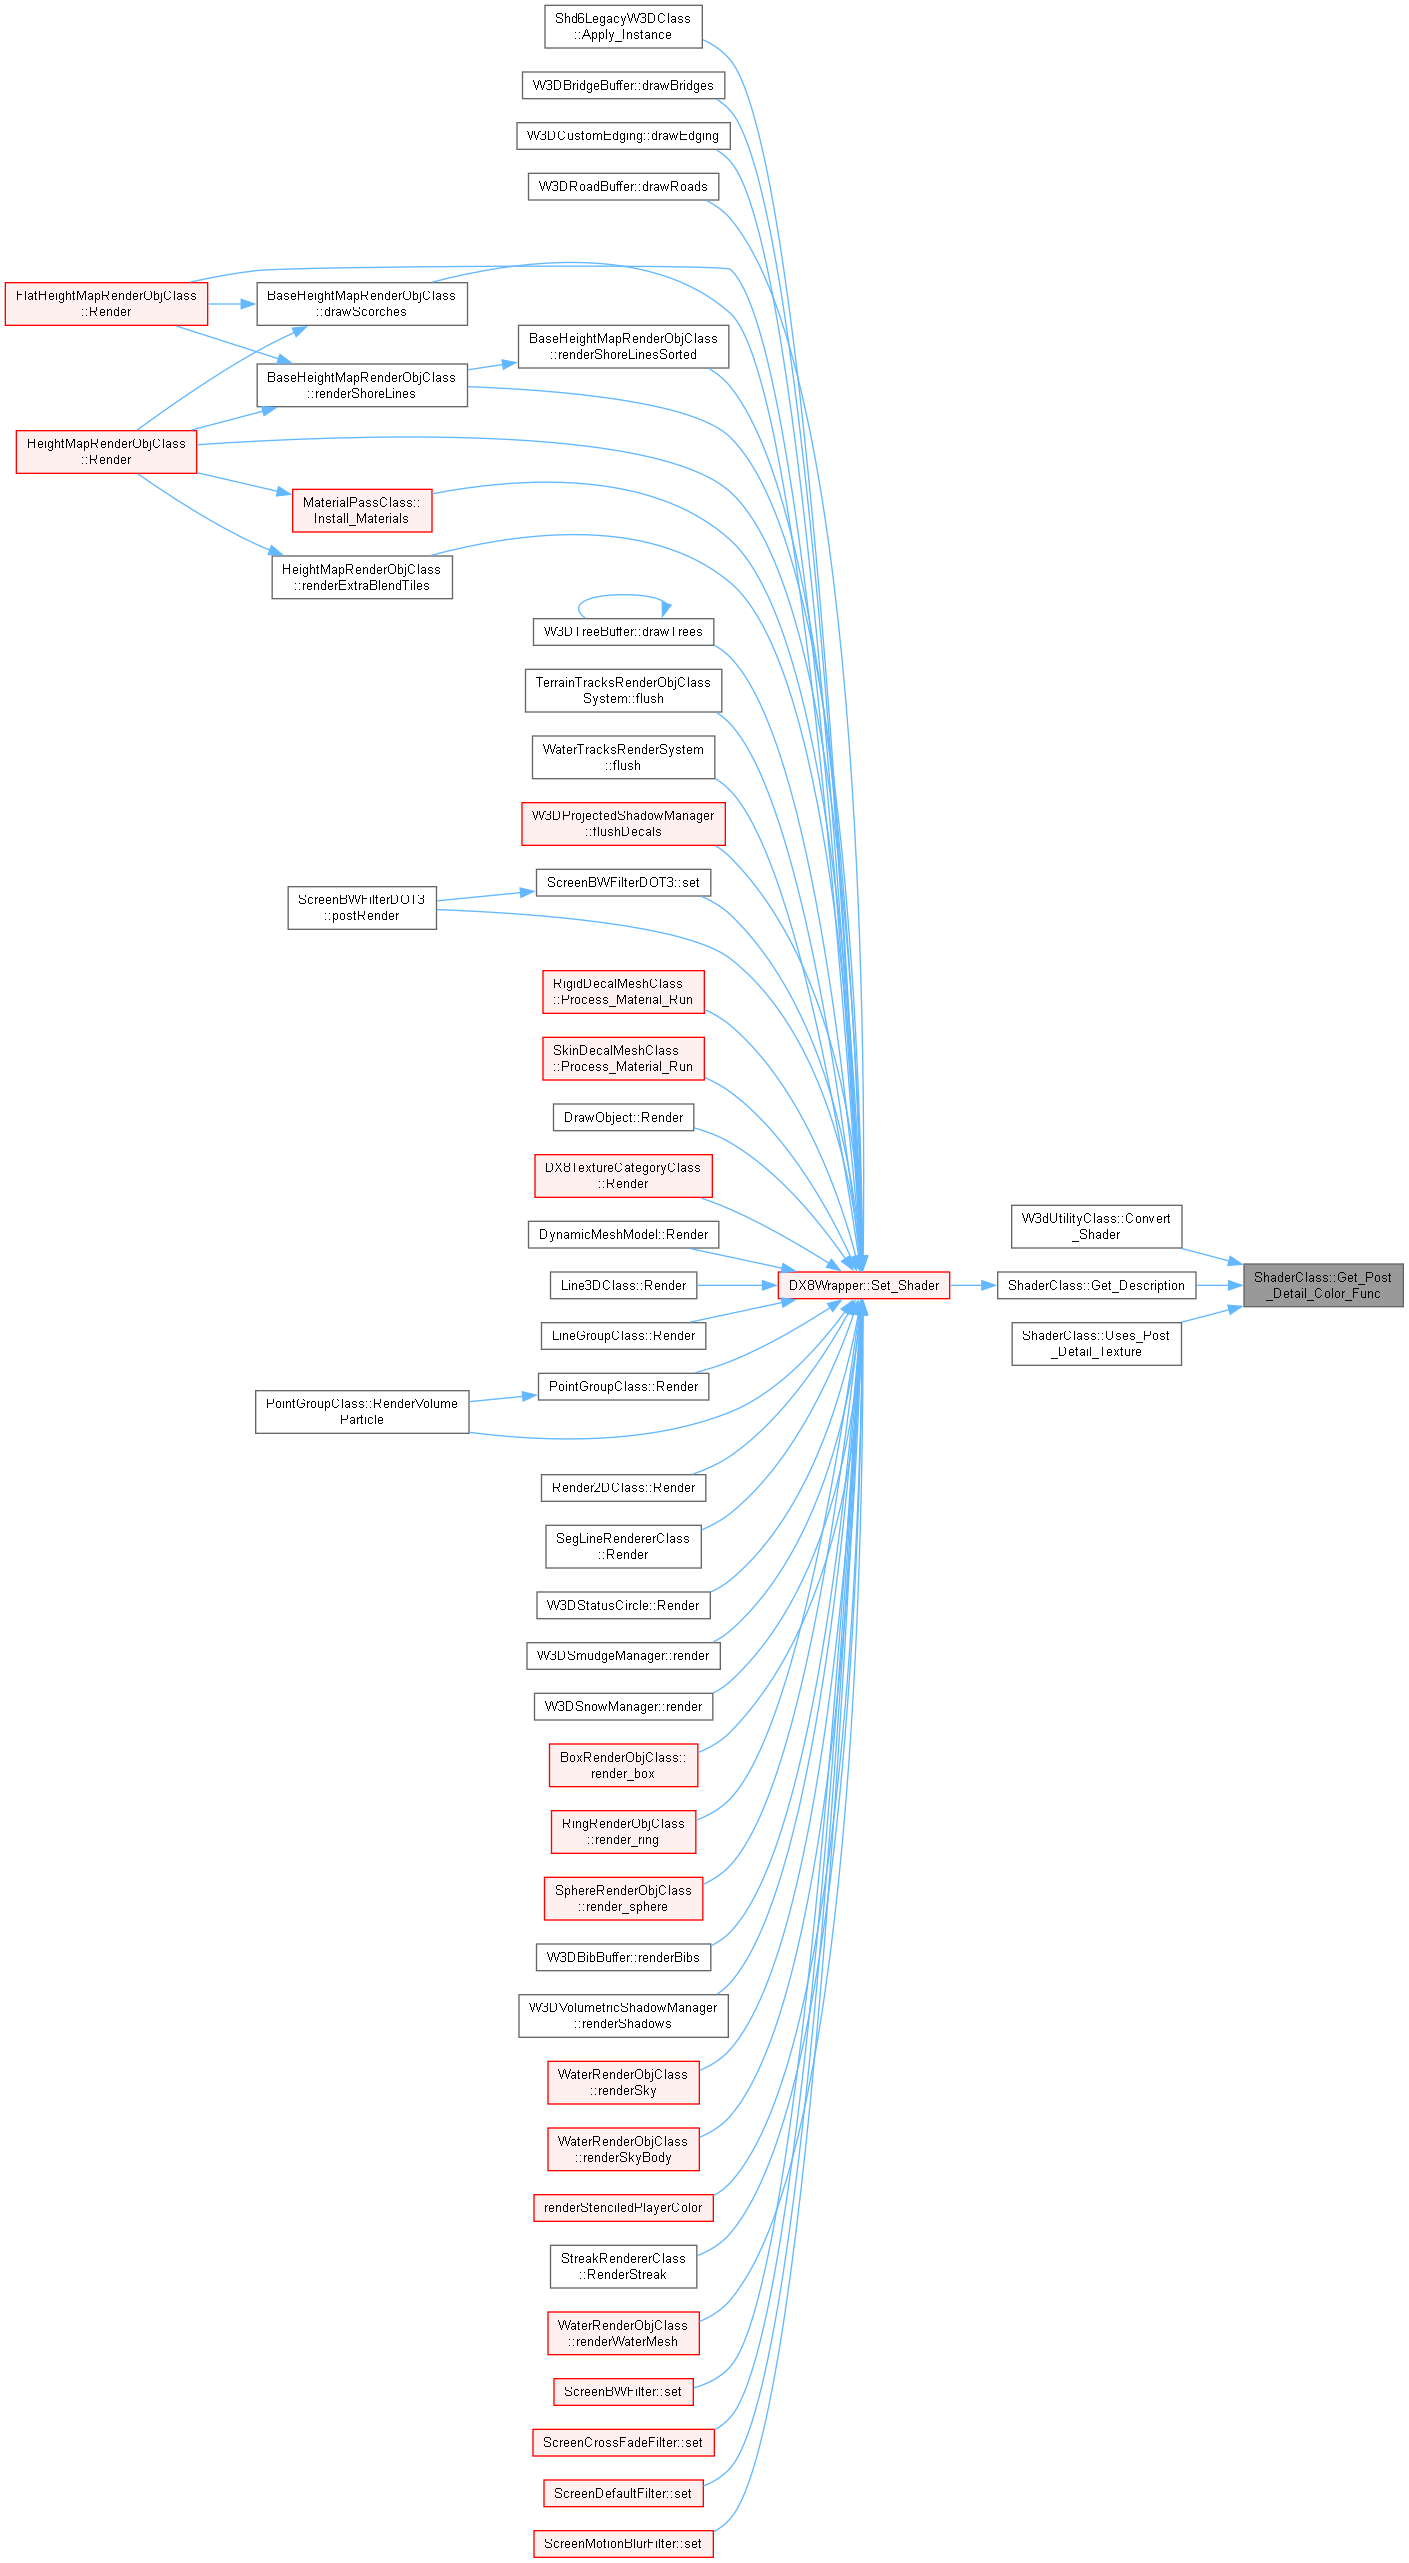 Shd6LegacyW3DClass
::Apply_Instance
W3DBridgeBuffer::drawBridges
W3DCustomEdging::drawEdging
W3DRoadBuffer::drawRoads
FlatHeightMapRenderObjClass
::Render
BaseHeightMapRenderObjClass
::drawScorches
BaseHeightMapRenderObjClass
::renderShoreLinesSorted
BaseHeightMapRenderObjClass
::renderShoreLines
HeightMapRenderObjClass
::Render
MaterialPassClass::
Install_Materials
HeightMapRenderObjClass
::renderExtraBlendTiles
W3DTreeBuffer::drawTrees
TerrainTracksRenderObjClass
System::flush
WaterTracksRenderSystem
::flush
W3DProjectedShadowManager
::flushDecals
ScreenBWFilterDOT3::set
ScreenBWFilterDOT3
::postRender
RigidDecalMeshClass
::Process_Material_Run
SkinDecalMeshClass
::Process_Material_Run
DrawObject::Render
DX8TextureCategoryClass
::Render
DynamicMeshModel::Render
Line3DClass::Render
LineGroupClass::Render
PointGroupClass::Render
PointGroupClass::RenderVolume
Particle
DX8Wrapper::Set_Shader
W3dUtilityClass::Convert
_Shader
ShaderClass::Get_Description
ShaderClass::Uses_Post
_Detail_Texture
ShaderClass::Get_Post
_Detail_Color_Func
Render2DClass::Render
SegLineRendererClass
::Render
W3DStatusCircle::Render
W3DSmudgeManager::render
W3DSnowManager::render
BoxRenderObjClass::
render_box
RingRenderObjClass
::render_ring
SphereRenderObjClass
::render_sphere
W3DBibBuffer::renderBibs
W3DVolumetricShadowManager
::renderShadows
WaterRenderObjClass
::renderSky
WaterRenderObjClass
::renderSkyBody
renderStenciledPlayerColor
StreakRendererClass
::RenderStreak
WaterRenderObjClass
::renderWaterMesh
ScreenBWFilter::set
ScreenCrossFadeFilter::set
ScreenDefaultFilter::set
ScreenMotionBlurFilter::set